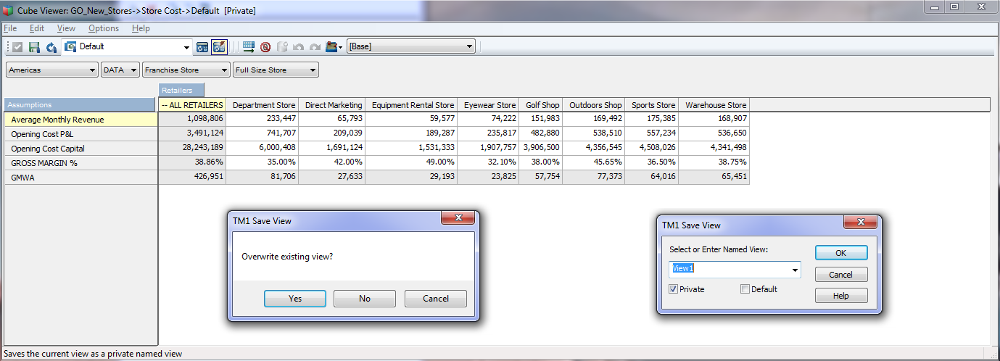 Cube Viewer: GO_New_Stores->Store Cost->Default [Private]
File Edit View Options Help
Default [Base]
Americas DATA Franchise Store Full Size Store
Retailers
Assumptions -- ALL RETAILERS Department Store Direct Marketing Equipment Rental Store Eyewear Store Golf Shop Outdoors Shop Sports Store Warehouse Store
Average Monthly Revenue 1,098,806 233,447 65,793 59,577 74,222 151,983 169,492 175,385 168,907
Opening Cost P&L 3,491,124 741,707 209,039 189,287 235,817 482,880 538,510 557,234 536,650
Opening Cost Capital 28,243,189 6,000,408 1,691,124 1,531,333 1,907,757 3,906,500 4,356,545 4,508,026 4,341,498
GROSS MARGIN % 38.86% 35.00% 42.00% 49.00% 32.10% 38.00% 45.65% 36.50% 38.75%
GMWA 426,951 81,706 27,633 29,193 23,825 57,754 77,373 64,016 65,451
TM1 Save View
Overwrite existing view?
Yes No Cancel
TM1 Save View
Select or Enter Named View:
OK
View1
Cancel
Private Default
Help
Saves the current view as a private named view